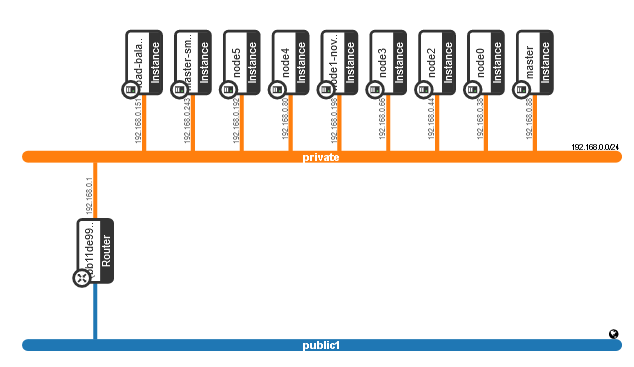 oad-bala..
Instance
192.168.0.151
master-sm..
Instance
192.168.0.243
node5
Instance
192.168.0.192
node4
Instance
192.168.0.80
node1-nov..
Instance
192.168.0.198
node3
Instance
192.168.0.66
node2
Instance
192.168.0.44
node0
Instance
192.168.0.38
master
Instance
192.168.0.88
192.168.0.0/24
private
192.168.0.1
Router
public1